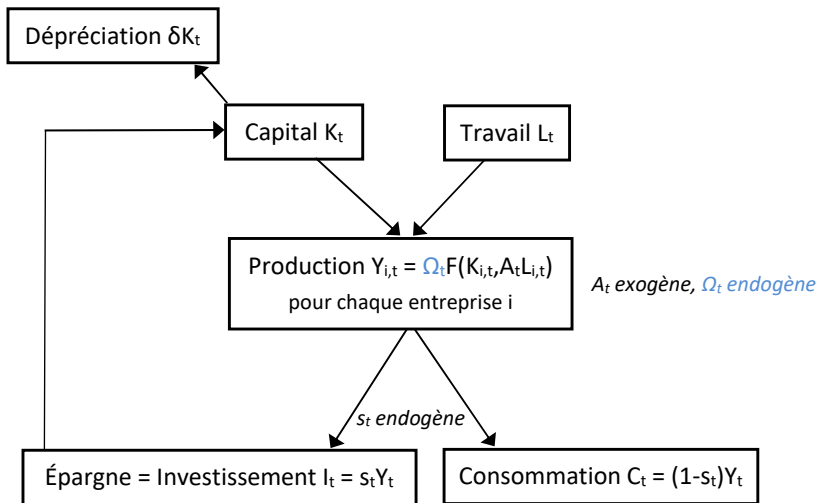 Dépréciation δKₜ
Capital Kₜ
Travail Lₜ
Production Yᵢ,ₜ = ΩₜF(Kᵢ,ₜ,AₜLᵢ,ₜ)
pour chaque entreprise i
Aₜ exogène, Ωₜ endogène
sₜ endogène
Épargne = Investissement Iₜ = sₜYₜ
Consommation Cₜ = (1-sₜ)Yₜ